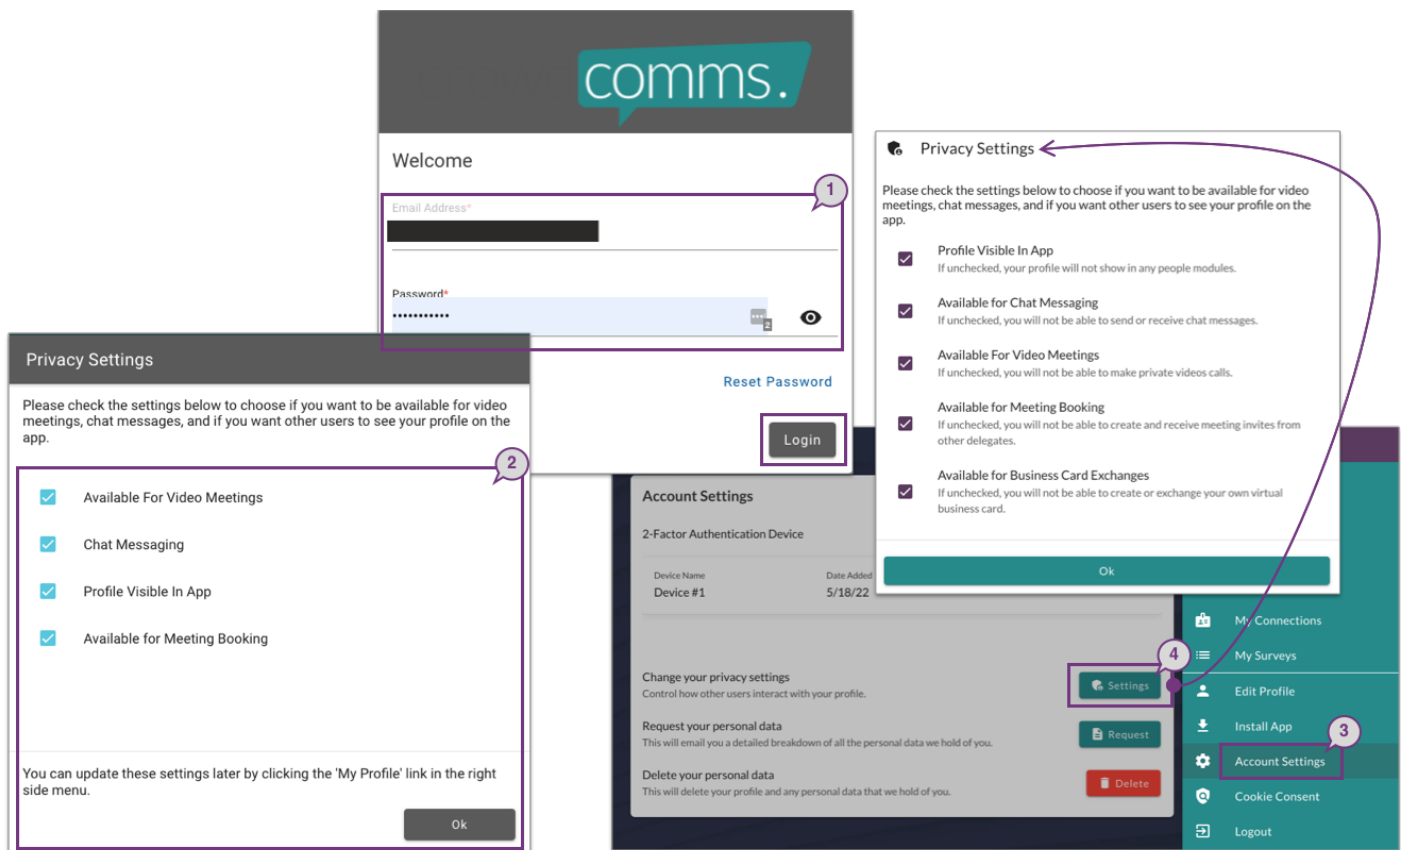 comms.
Welcome
1
Email Address*
Password*
•••••••••••
2
Reset Password
Login
Privacy Settings
Please check the settings below to choose if you want to be available for video
meetings, chat messages, and if you want other users to see your profile on the
app.
2
Available For Video Meetings
Chat Messaging
Profile Visible In App
Available for Meeting Booking
You can update these settings later by clicking the 'My Profile' link in the right
side menu.
Ok
Privacy Settings
Please check the settings below to choose if you want to be available for video
meetings, chat messages, and if you want other users to see your profile on the
app.
Profile Visible In App
If unchecked, your profile will not show in any people modules.
Available for Chat Messaging
If unchecked, you will not be able to send or receive chat messages.
Available For Video Meetings
If unchecked, you will not be able to make private videos calls.
Available for Meeting Booking
If unchecked, you will not be able to create and receive meeting invites from
other delegates.
Available for Business Card Exchanges
If unchecked, you will not be able to create or exchange your own virtual
business card.
Ok
Account Settings
2-Factor Authentication Device
Device Name Date Added
Device #1 5/18/22
4
Change your privacy settings
Control how other users interact with your profile.
Settings
Request your personal data
This will email you a detailed breakdown of all the personal data we hold of you.
Request
Delete your personal data
This will delete your profile and any personal data that we hold of you.
Delete
My Connections
My Surveys
Edit Profile
Install App
3
Account Settings
Cookie Consent
Logout